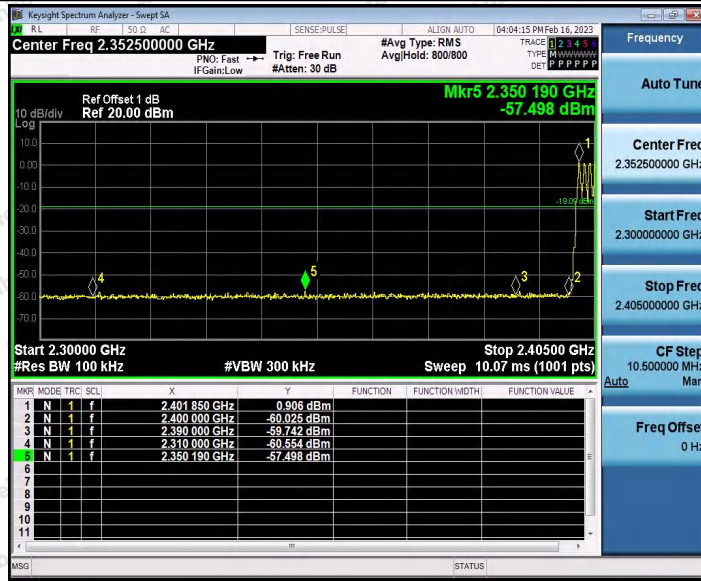 Keysight Spectrum Analyzer - Swept SA
RL RF 50 Ω AC SENSE:PULSE ALIGN AUTO 04:04:15 PM Feb 16, 2023
Center Freq 2.352500000 GHz
PNO: Fast
IFGain:Low
Trig: Free Run
#Atten: 30 dB
#Avg Type: RMS
Avg|Hold: 800/800
TRACE 1 2 3 4 5 6
TYPE M W W W W W
DET P P P P P P
Frequency
Auto Tune
Center Freq
2.352500000 GHz
Start Freq
2.300000000 GHz
Stop Freq
2.405000000 GHz
CF Step
10.500000 MHz
Auto Man
Freq Offset
0 Hz
Ref Offset 1 dB
10 dB/div Ref 20.00 dBm
Log
Mkr5 2.350 190 GHz
-57.498 dBm
10.0
0.00
-10.0
-20.0
-30.0
-40.0
-50.0
-60.0
-70.0
-19.09 dBm
1
2
3
4
5
Start 2.30000 GHz Stop 2.40500 GHz
#Res BW 100 kHz #VBW 300 kHz Sweep 10.07 ms (1001 pts)
MKR MODE TRC SCL X Y FUNCTION FUNCTION WIDTH FUNCTION VALUE
1 N 1 f 2.401 850 GHz 0.906 dBm
2 N 1 f 2.400 000 GHz -60.025 dBm
3 N 1 f 2.390 000 GHz -59.742 dBm
4 N 1 f 2.310 000 GHz -60.554 dBm
5 N 1 f 2.350 190 GHz -57.498 dBm
6
7
8
9
10
11
MSG STATUS